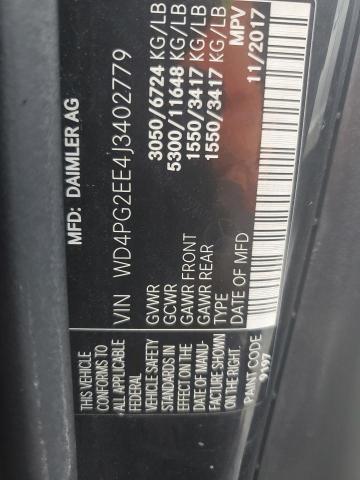 MFD: DAIMLER AG
VIN WD4PG2EE4J3402779
GVWR 3050/6724 KG/LB
GCWR 5300/11648 KG/LB
GAWR FRONT 1550/3417 KG/LB
GAWR REAR 1550/3417 KG/LB
TYPE MPV
DATE OF MANU- 11/2017
THIS VEHICLE
CONFORMS TO
ALL APPLICABLE
VEHICLE SAFETY
STANDARDS IN
EFFECT ON THE
DATE OF MANU-
FACTURE SHOWN
ON THE RIGHT.
PAINT CODE
9197